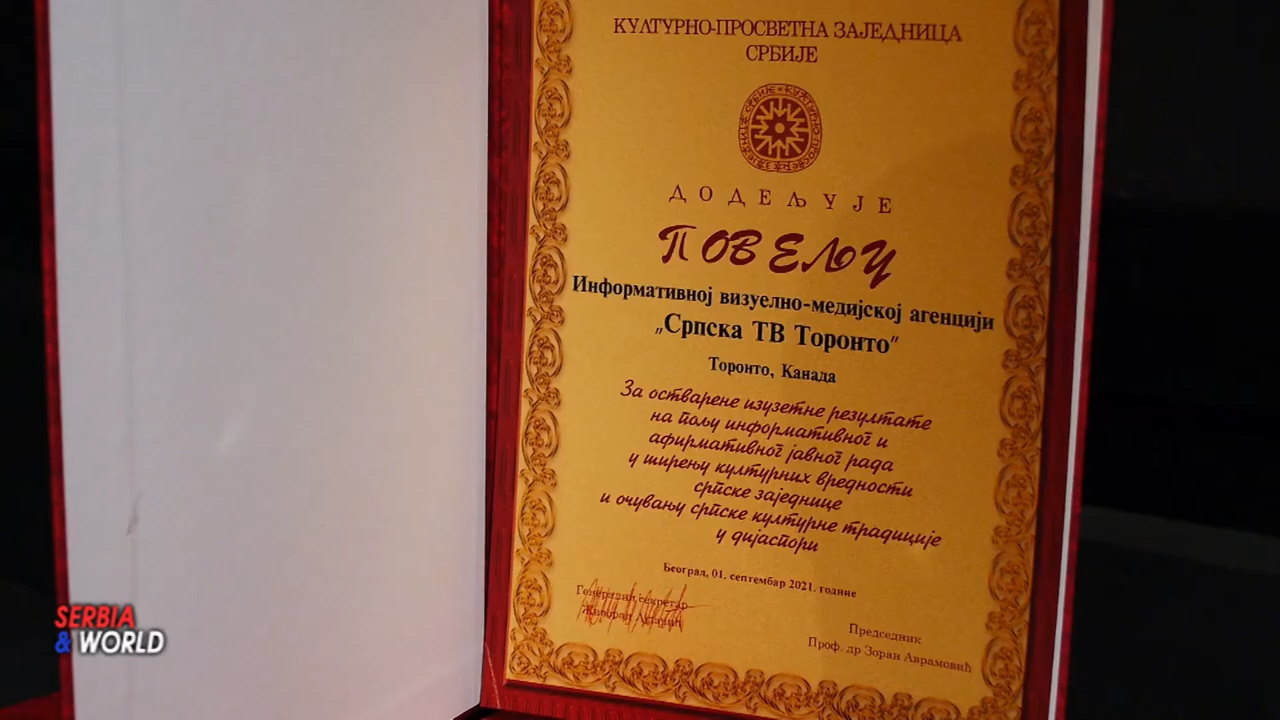 КУЛТУРНО-ПРОСВЕТНА ЗАЈЕДНИЦА
СРБИЈЕ
ДОДЕЉУЈЕ
ПОВЕЉУ
Информативној визуелно-медијској агенцији
„Српска ТВ Торонто”
Торонто, Канада
За остварене изузетне резултате
на пољу информативног и
афирмативног јавног рада
у ширењу културних вредности
српске заједнице
и очувању српске културне традиције
у дијаспори
Београд, 01. септембар 2021. године
Генерални секретар
Председник
Проф. др Зоран Аврамовић
SERBIA
& WORLD